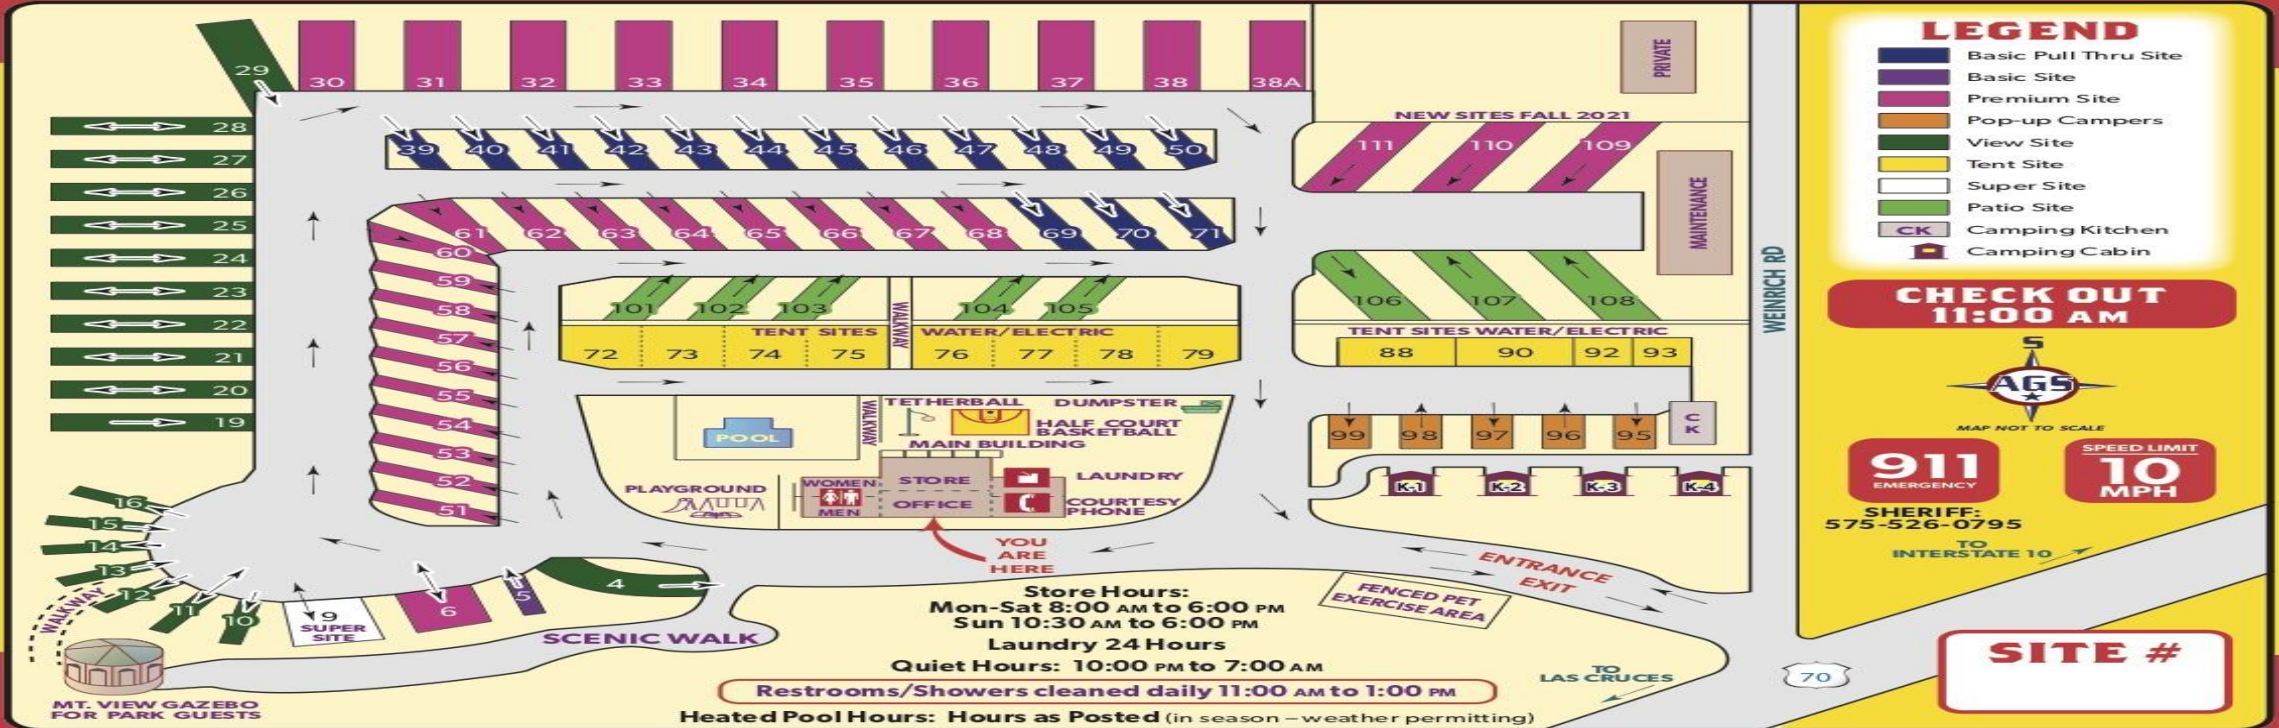 29
30
31
32
33
34
35
36
37
38
38A
PRIVATE
28
27
26
25
24
23
22
21
20
19
39
40
41
42
43
44
45
46
47
48
49
50
NEW SITES FALL 2021
111
110
109
MAINTENANCE
61
62
63
64
65
66
67
68
69
70
71
60
59
58
57
56
55
54
53
52
51
101
102
103
104
105
106
107
108
WALKWAY
TENT SITES
WATER/ELECTRIC
72
73
74
75
76
77
78
79
TENT SITES WATER/ELECTRIC
88
90
92
93
99
98
97
96
95
CK
K-1
K-2
K-3
K-4
POOL
WALKWAY
TETHERBALL
DUMPSTER
HALF COURT
BASKETBALL
MAIN BUILDING
PLAYGROUND
WOMEN
MEN
STORE
OFFICE
LAUNDRY
COURTESY
PHONE
YOU
ARE
HERE
16
15
14
13
12
11
10
9
SUPER
SITE
6
5
4
WALKWAY
SCENIC WALK
MT. VIEW GAZEBO
FOR PARK GUESTS
ENTRANCE
EXIT
FENCED PET
EXERCISE AREA
Store Hours:
Mon-Sat 8:00 AM to 6:00 PM
Sun 10:30 AM to 6:00 PM
Laundry 24 Hours
Quiet Hours: 10:00 PM to 7:00 AM
Restrooms/Showers cleaned daily 11:00 AM to 1:00 PM
Heated Pool Hours: Hours as Posted (in season – weather permitting)
TO
LAS CRUCES
70
WEINRICH RD
LEGEND
Basic Pull Thru Site
Basic Site
Premium Site
Pop-up Campers
View Site
Tent Site
Super Site
Patio Site
CK Camping Kitchen
Camping Cabin
CHECK OUT
11:00 AM
S
AGS
MAP NOT TO SCALE
911
EMERGENCY
SPEED LIMIT
10
MPH
SHERIFF:
575-526-0795
TO
INTERSTATE 10
SITE #